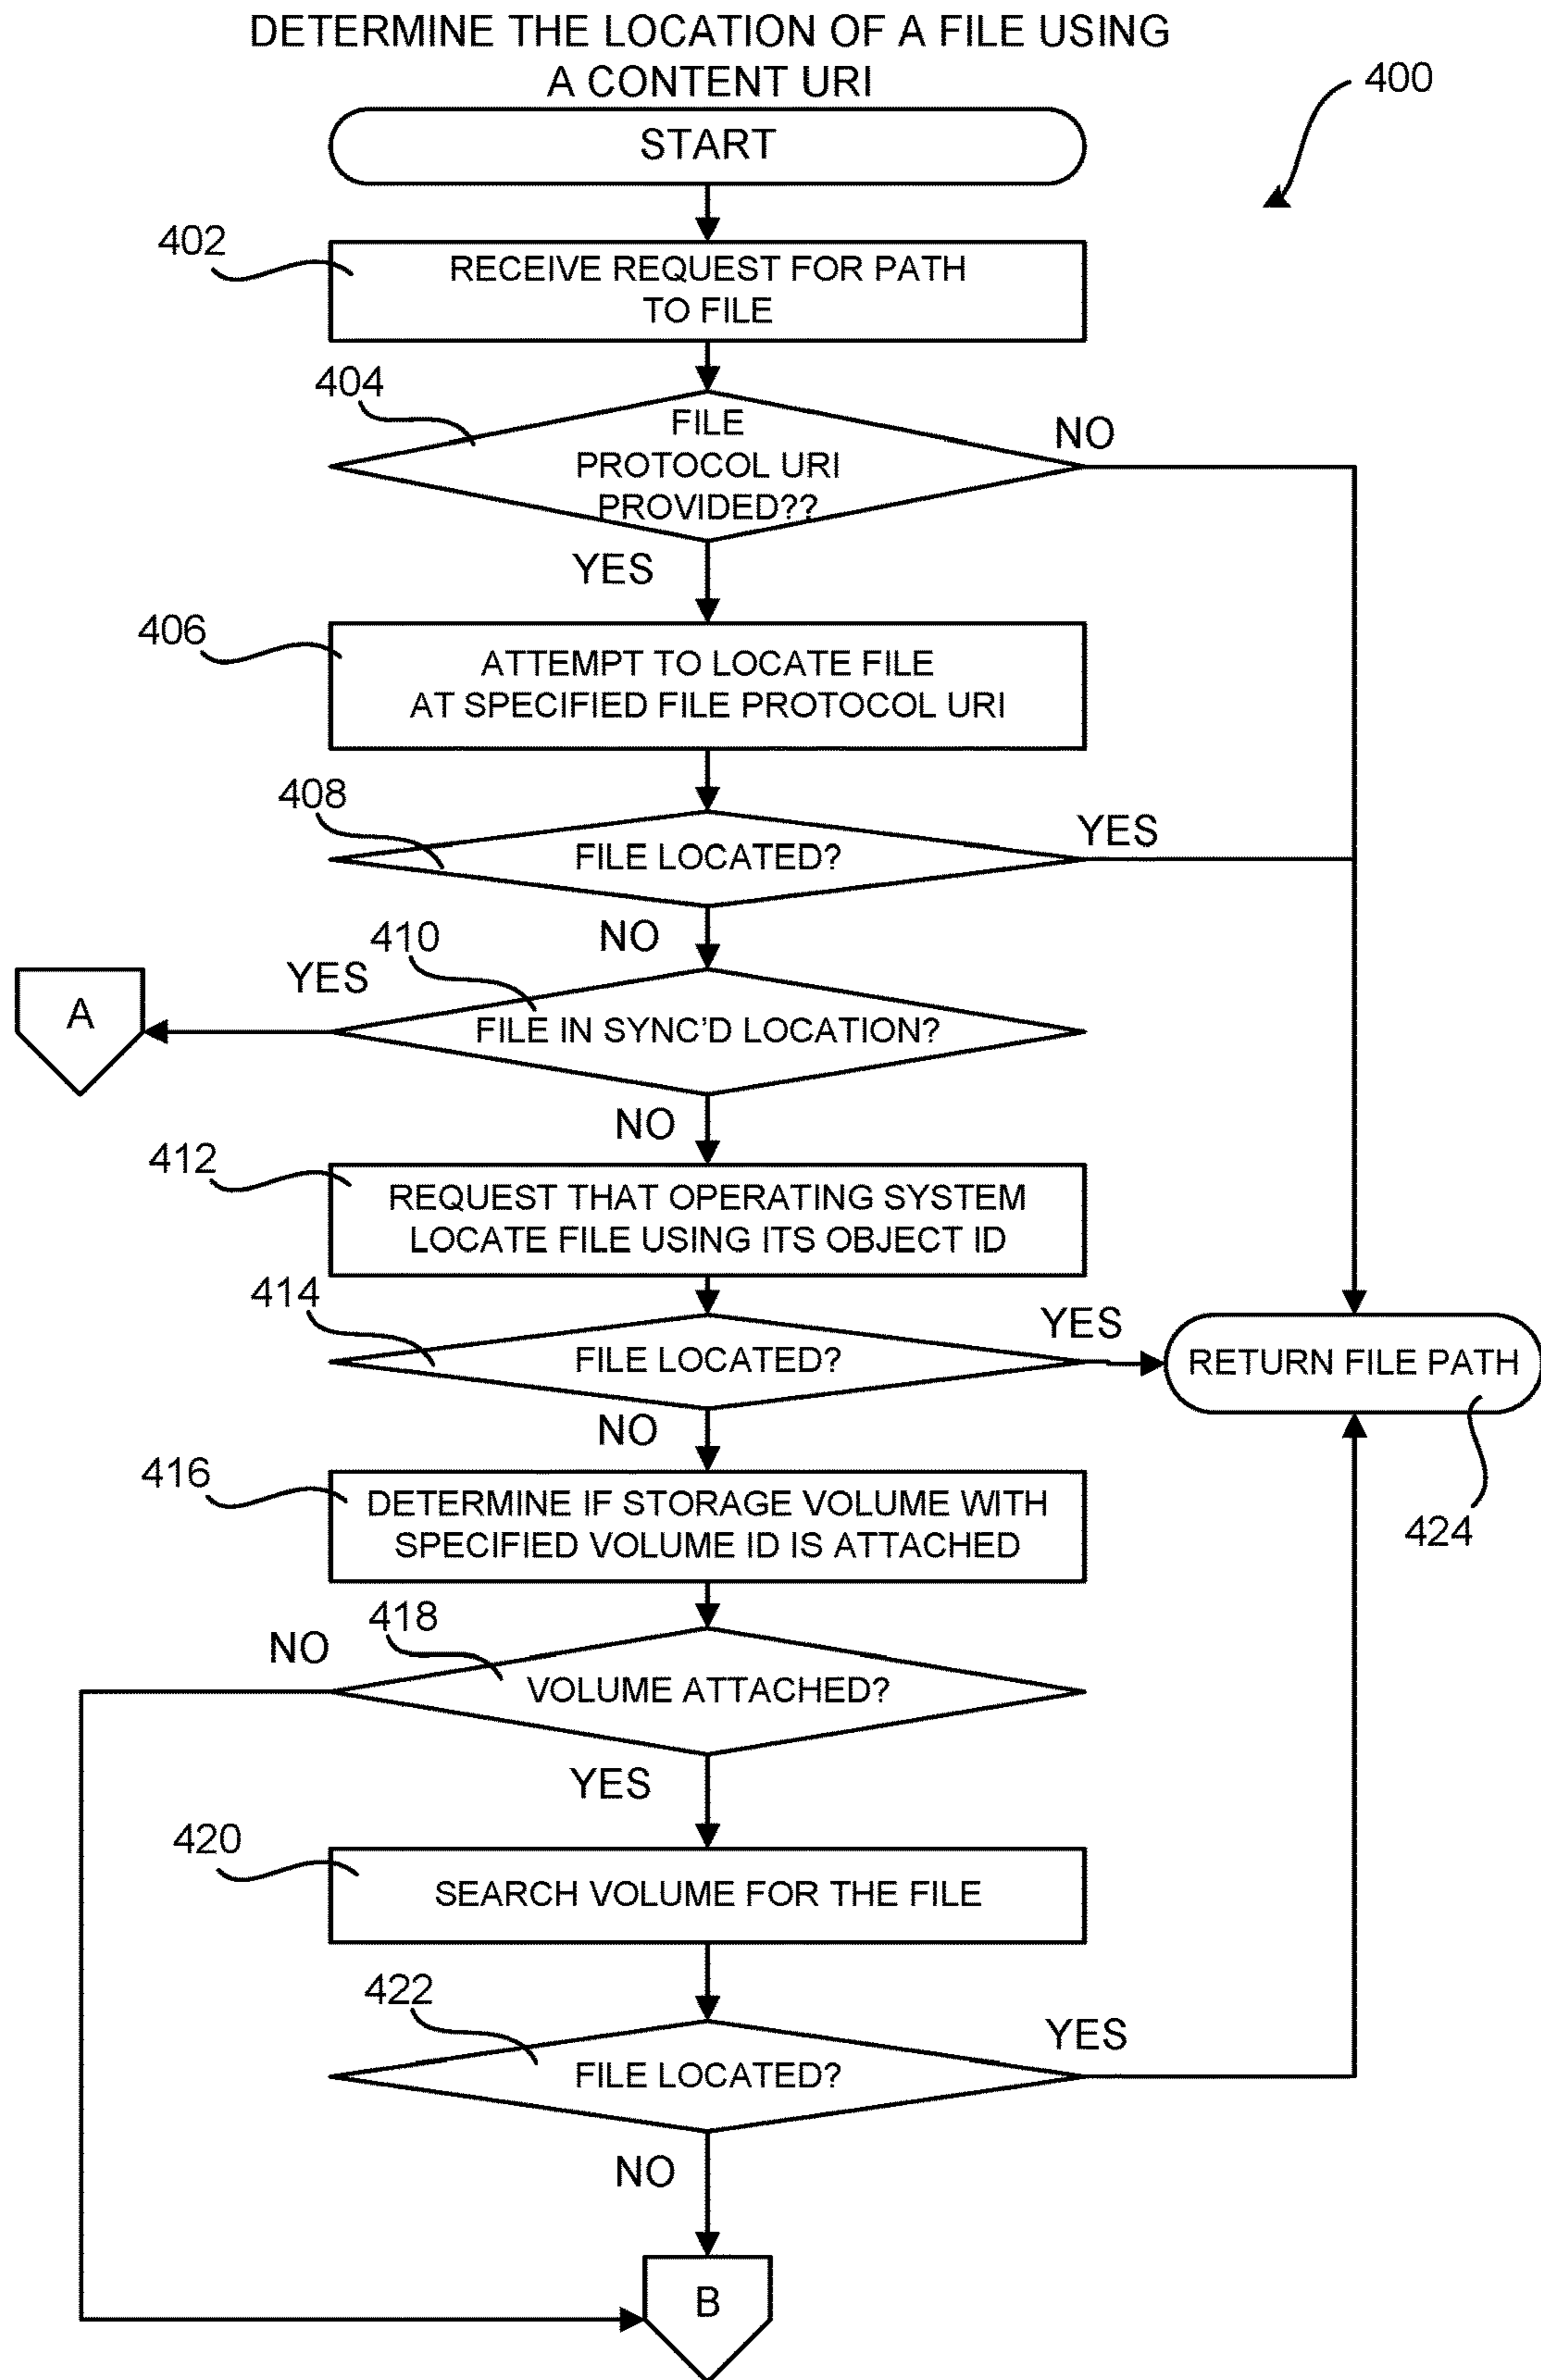 DETERMINE THE LOCATION OF A FILE USING
A CONTENT URI
400
START
402
RECEIVE REQUEST FOR PATH
TO FILE
404
FILE
PROTOCOL URI
PROVIDED??
NO
YES
406
ATTEMPT TO LOCATE FILE
AT SPECIFIED FILE PROTOCOL URI
408
FILE LOCATED?
YES
NO
410
YES
A
FILE IN SYNC'D LOCATION?
NO
412
REQUEST THAT OPERATING SYSTEM
LOCATE FILE USING ITS OBJECT ID
414
FILE LOCATED?
YES
RETURN FILE PATH
424
NO
416
DETERMINE IF STORAGE VOLUME WITH
SPECIFIED VOLUME ID IS ATTACHED
418
NO
VOLUME ATTACHED?
YES
420
SEARCH VOLUME FOR THE FILE
422
FILE LOCATED?
YES
NO
B